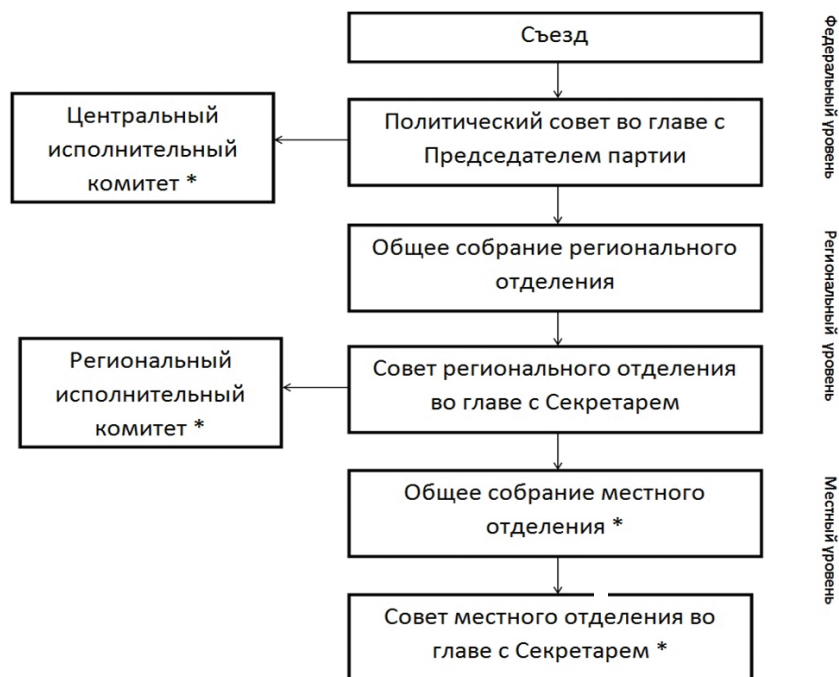 Съезд
Федеральный уровень
Центральный
исполнительный
комитет *
Политический совет во главе с
Председателем партии
Общее собрание регионального
отделения
Региональный уровень
Региональный
исполнительный
комитет *
Совет регионального отделения
во главе с Секретарем
Общее собрание местного
отделения *
Местный уровень
Совет местного отделения во
главе с Секретарем *